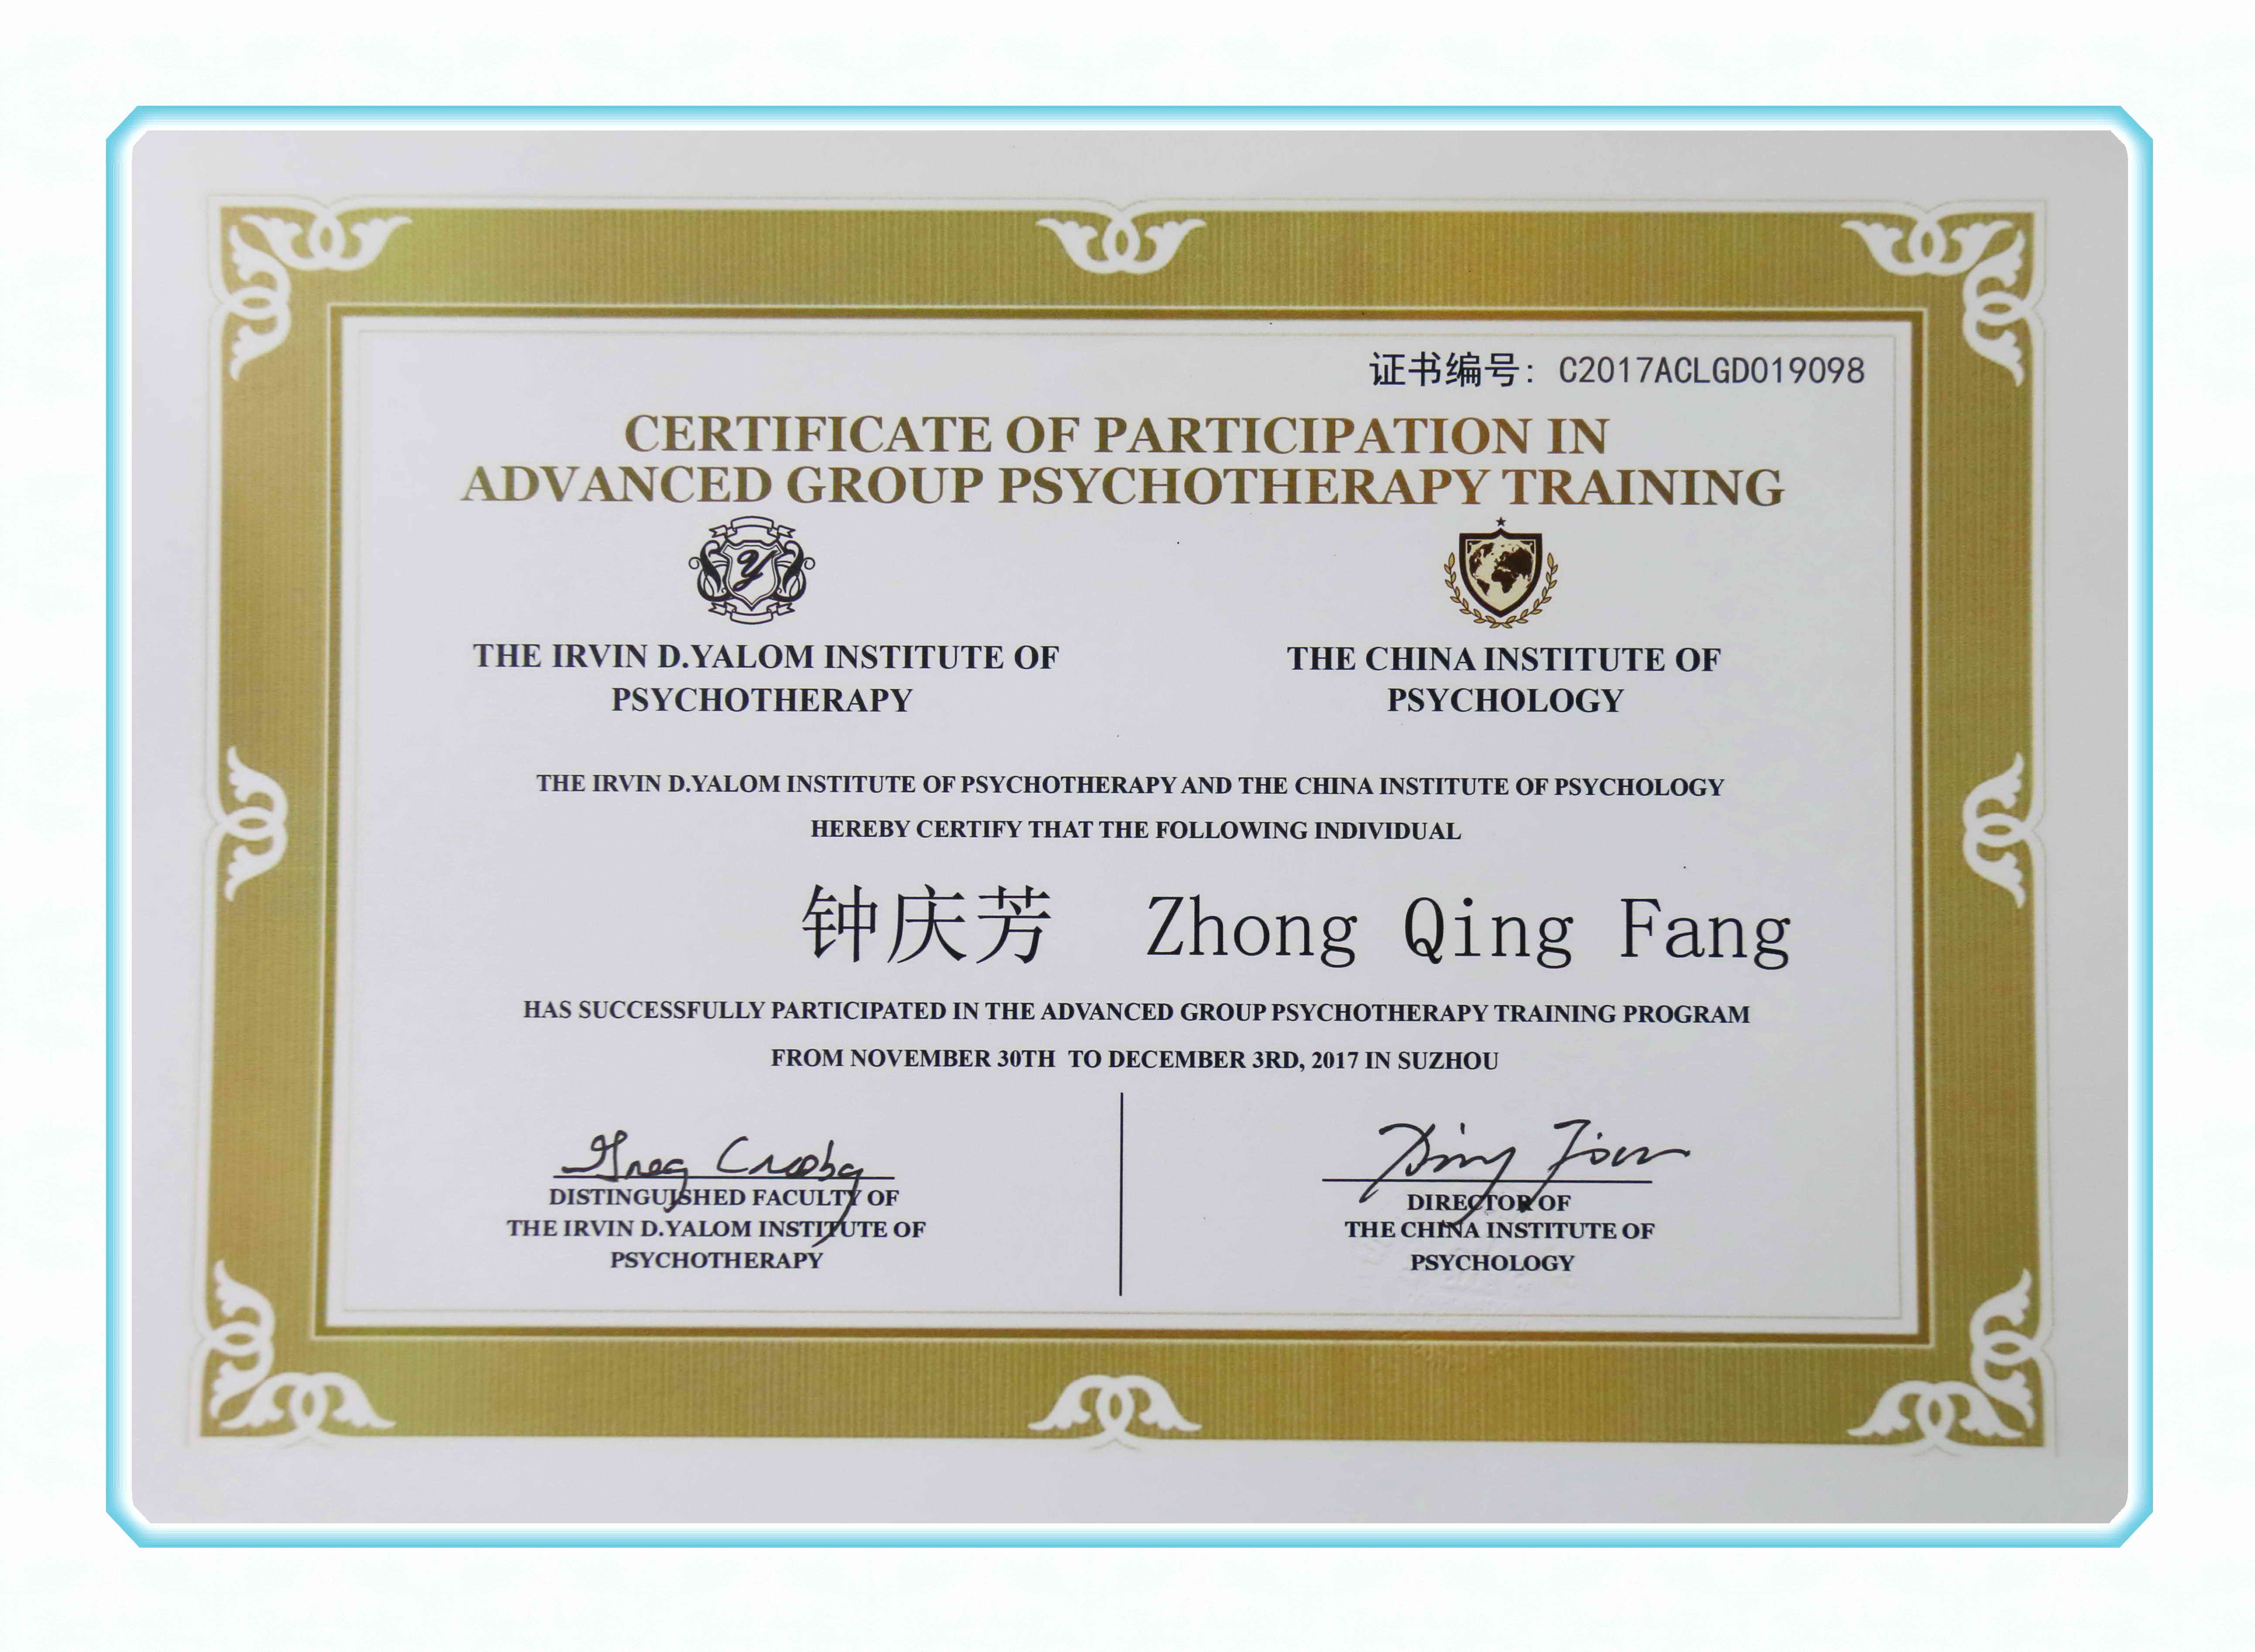 证书编号: C2017ACLGD019098
CERTIFICATE OF PARTICIPATION IN
ADVANCED GROUP PSYCHOTHERAPY TRAINING
Y
THE IRVIN D.YALOM INSTITUTE OF
PSYCHOTHERAPY
THE CHINA INSTITUTE OF
PSYCHOLOGY
THE IRVIN D.YALOM INSTITUTE OF PSYCHOTHERAPY AND THE CHINA INSTITUTE OF PSYCHOLOGY
HEREBY CERTIFY THAT THE FOLLOWING INDIVIDUAL
钟庆芳 Zhong Qing Fang
HAS SUCCESSFULLY PARTICIPATED IN THE ADVANCED GROUP PSYCHOTHERAPY TRAINING PROGRAM
FROM NOVEMBER 30TH TO DECEMBER 3RD, 2017 IN SUZHOU
Greg Crosby
DISTINGUISHED FACULTY OF
THE IRVIN D.YALOM INSTITUTE OF
PSYCHOTHERAPY
DIRECTOR OF
THE CHINA INSTITUTE OF
PSYCHOLOGY